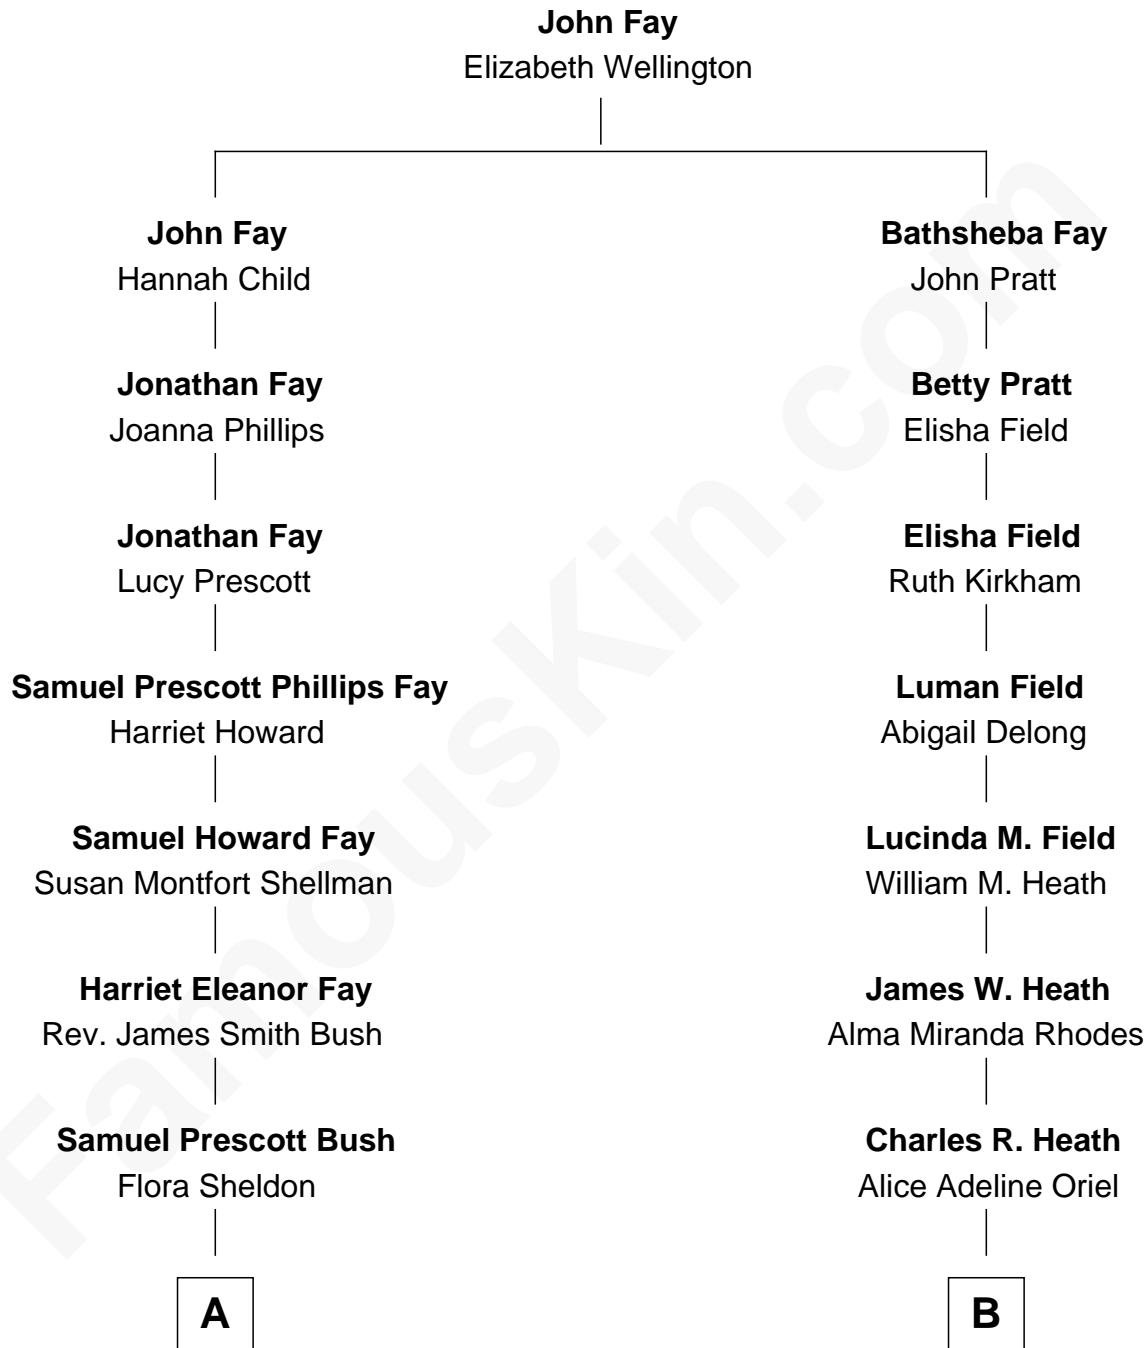 John Fay
Elizabeth Wellington
John Fay
Hannah Child
Jonathan Fay
Joanna Phillips
Jonathan Fay
Lucy Prescott
Samuel Prescott Phillips Fay
Harriet Howard
Samuel Howard Fay
Susan Montfort Shellman
Harriet Eleanor Fay
Rev. James Smith Bush
Samuel Prescott Bush
Flora Sheldon
A
Bathsheba Fay
John Pratt
Betty Pratt
Elisha Field
Elisha Field
Ruth Kirkham
Luman Field
Abigail Delong
Lucinda M. Field
William M. Heath
James W. Heath
Alma Miranda Rhodes
Charles R. Heath
Alice Adeline Oriel
B
FamousKin.com